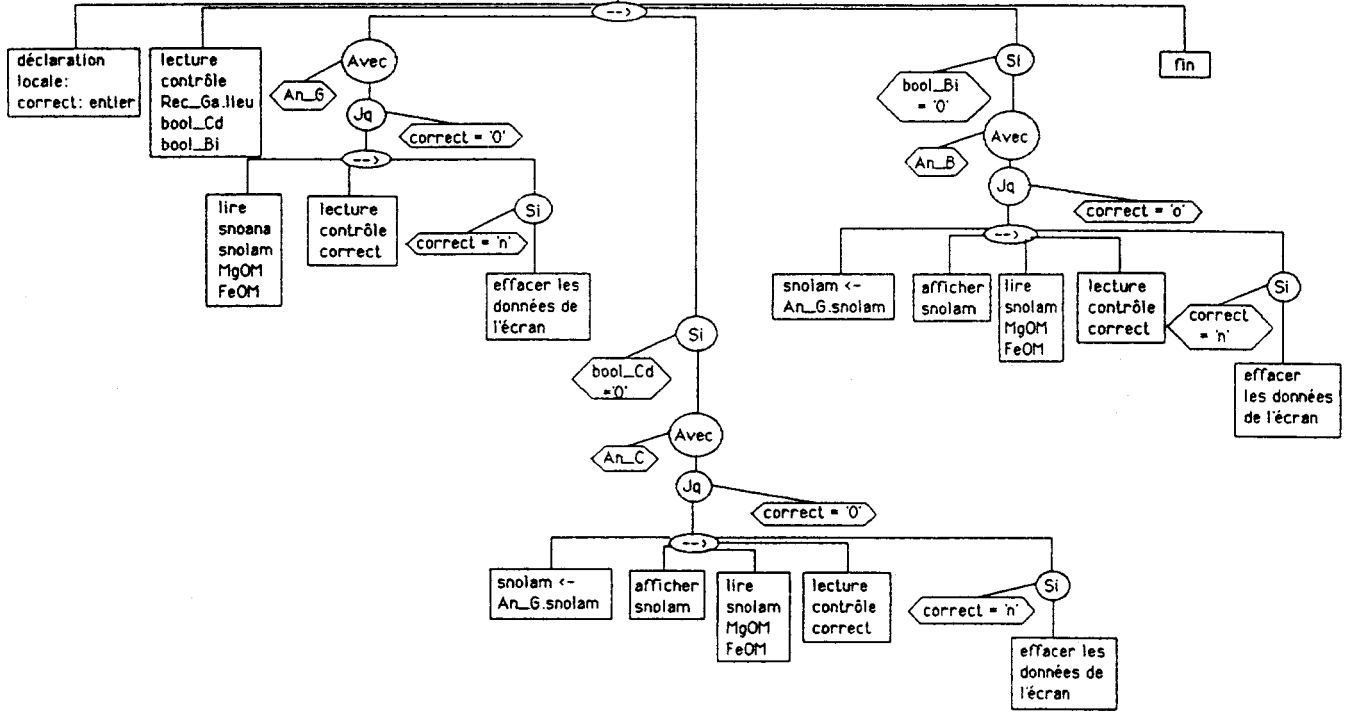 -->
déclaration
locale:
correct: entier
lecture
contrôle
Rec_Ga.lieu
bool_Cd
bool_Bi
Avec
An_G
Jq
correct = '0'
-->
lire
snoana
snolam
MgOM
FeOM
lecture
contrôle
correct
Si
correct = 'n'
effacer les
données de
l'écran
Si
bool_Cd
='0'
Avec
An_C
Jq
correct = '0'
-->
snolam <-
An_G.snolam
afficher
snolam
lire
snolam
MgOM
FeOM
lecture
contrôle
correct
Si
correct = 'n'
effacer les
données de
l'écran
Si
bool_Bi
= '0'
Avec
An_B
Jq
correct = 'o'
-->
snolam <-
An_G.snolam
afficher
snolam
lire
snolam
MgOM
FeOM
lecture
contrôle
correct
Si
correct
= 'n'
effacer
les données
de l'écran
fin